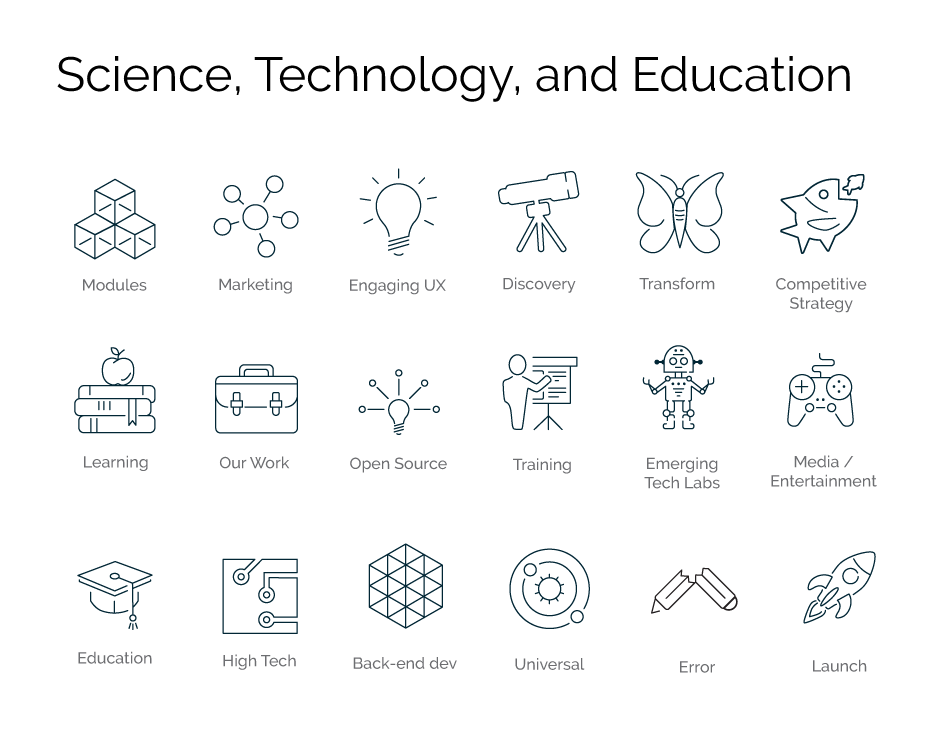 Science, Technology, and Education
Modules
Marketing
Engaging UX
Discovery
Transform
Competitive
Strategy
Learning
Our Work
Open Source
Training
Emerging
Tech Labs
Media /
Entertainment
Education
High Tech
Back-end dev
Universal
Error
Launch